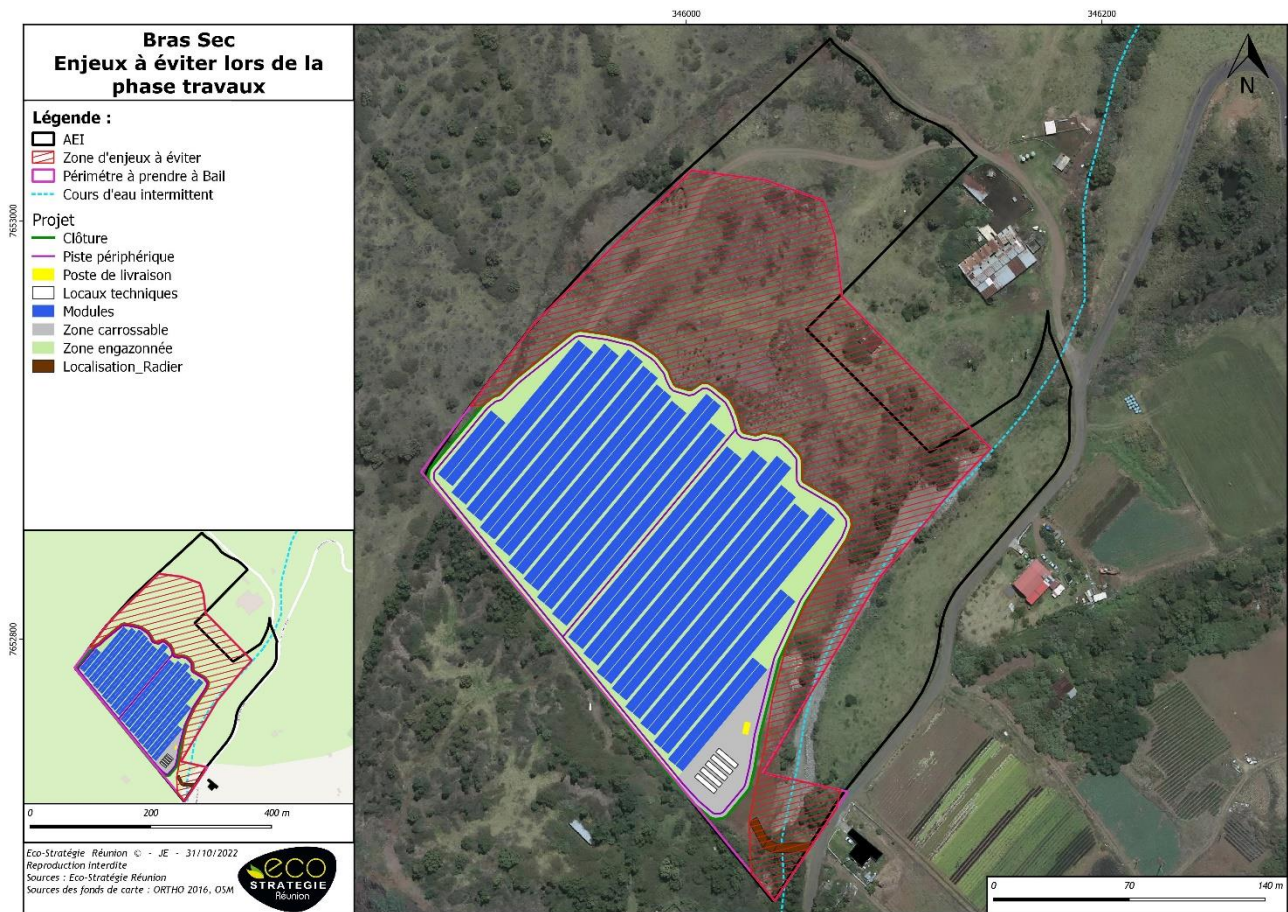 Bras Sec
Enjeux à éviter lors de la
phase travaux
Légende :
AEI
Zone d'enjeux à éviter
Périmétre à prendre à Bail
Cours d'eau intermittent
Projet
Clôture
Piste périphérique
Poste de livraison
Locaux techniques
Modules
Zone carrossable
Zone engazonnée
Localisation_Radier
0 200 400 m
Eco-Stratégie Réunion © - JE - 31/10/2022
Reproduction interdite
Sources : Eco-Stratégie Réunion
Sources des fonds de carte : ORTHO 2016, OSM
eco
STRATEGIE
Réunion
346000 346200
7653000
7652800
N
0 70 140 m